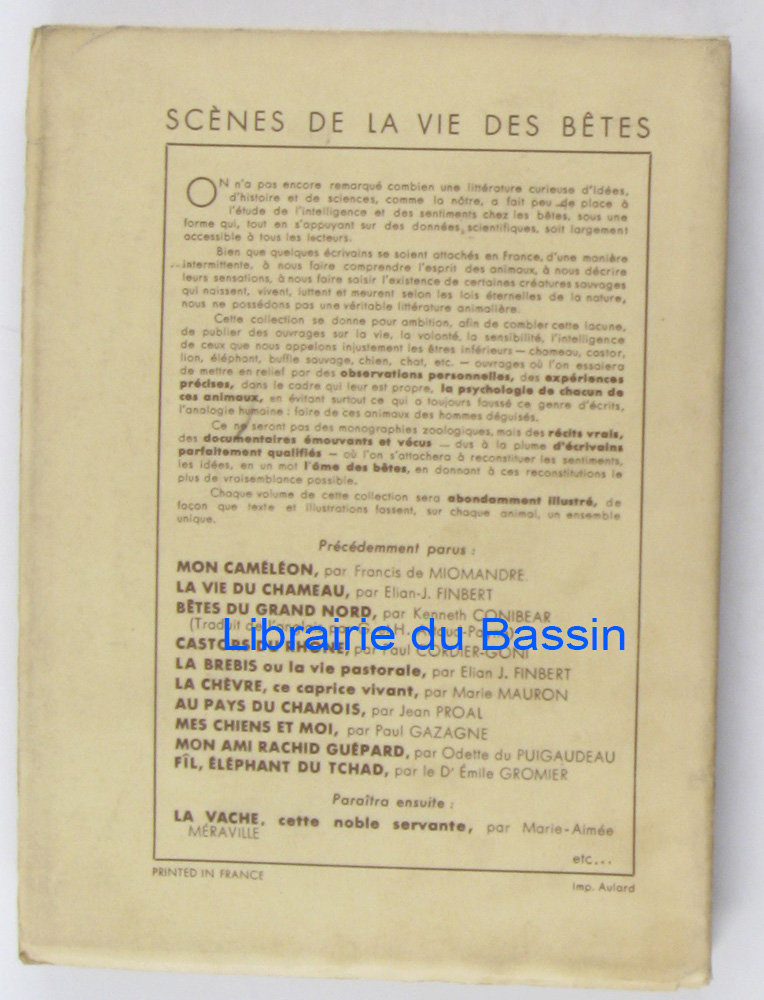 SCÈNES DE LA VIE DES BÊTES
ON n'a pas encore remarqué combien une littérature curieuse d'idées,
d'histoire et de sciences, comme la nôtre, a fait peu de place à
l'étude de l'intelligence et des sentiments chez les bêtes, sous une
forme qui, tout en s'appuyant sur des données scientifiques, soit largement
accessible à tous les lecteurs.
Bien que quelques écrivains se soient attachés en France, d'une manière
intermittente, à nous faire comprendre l'esprit des animaux, à nous décrire
leurs sensations, à nous faire saisir l'existence de certaines créatures sauvages
qui naissent, vivent, luttent et meurent selon les lois éternelles de la nature,
nous ne possédons pas une véritable littérature animalière.
Cette collection se donne pour ambition, afin de combler cette lacune,
de publier des ouvrages sur la vie, la volonté, la sensibilité, l'intelligence
de ceux que nous appelons injustement les êtres inférieurs — chameau, castor,
lion, éléphant, buffle sauvage, chien, chat, etc. — ouvrages où l'on essaiera
de mettre en relief par des observations personnelles, des expériences
précises, dans le cadre qui leur est propre, la psychologie de chacun de
ces animaux, en évitant surtout ce qui a toujours faussé ce genre d'écrits,
l'analogie humaine : faire de ces animaux des hommes déguisés.
Ce ne seront pas des monographies zoologiques, mais des récits vrais,
des documentaires émouvants et vécus — dus à la plume d'écrivains
parfaitement qualifiés — où l'on s'attachera à reconstituer les sentiments,
les idées, en un mot l'âme des bêtes, en donnant à ces reconstitutions le
plus de vraisemblance possible.
Chaque volume de cette collection sera abondamment illustré, de
façon que texte et illustrations fassent, sur chaque animal, un ensemble
unique.
Précédemment parus :
MON CAMÉLÉON, par Francis de MIOMANDRE.
LA VIE DU CHAMEAU, par Elian-J. FINBERT
BÊTES DU GRAND NORD, par Kenneth CONIBEAR
(Traduit de l'anglais par
Librairie du Bassin
CASTORS DU RHÔNE, par Paul CORDIER-GONI
LA BREBIS ou la vie pastorale, par Elian J. FINBERT
LA CHÈVRE, ce caprice vivant, par Marie MAURON
AU PAYS DU CHAMOIS, par Jean PROAL
MES CHIENS ET MOI, par Paul GAZAGNE
MON AMI RACHID GUÉPARD, par Odette du PUIGAUDEAU
FÎL, ÉLÉPHANT DU TCHAD, par le Dr Émile GROMIER
Paraîtra ensuite :
LA VACHE, cette noble servante, par Marie-Aimée
MÉRAVILLE
etc...
PRINTED IN FRANCE
Imp. Aulard